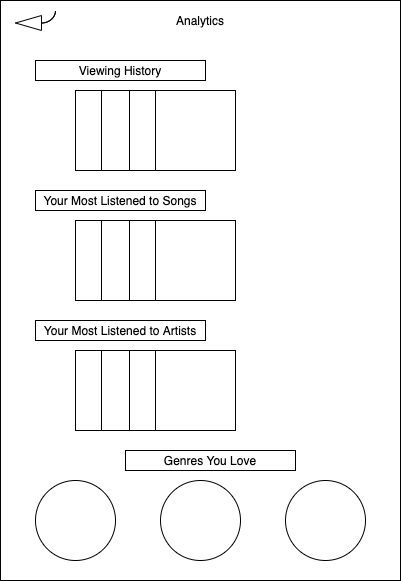 Analytics
Viewing History
Your Most Listened to Songs
Your Most Listened to Artists
Genres You Love